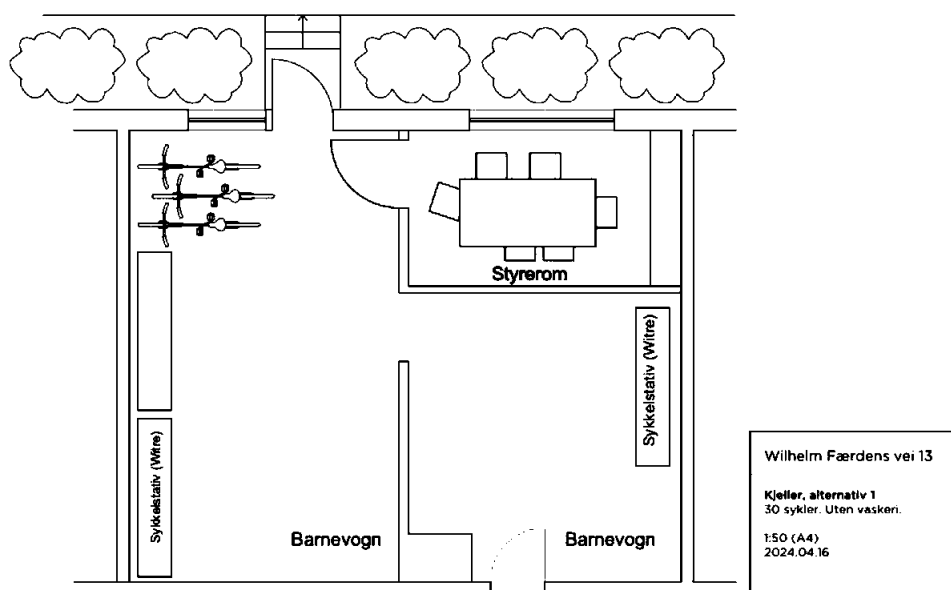 Styrerom
Sykkelstativ (Witre)
Sykkelstativ (Witre)
Barnevogn
Barnevogn
Wilhelm Færdens vei 13
Kjeller, alternativ 1
30 sykler. Uten vaskeri.
1:50 (A4)
2024.04.16